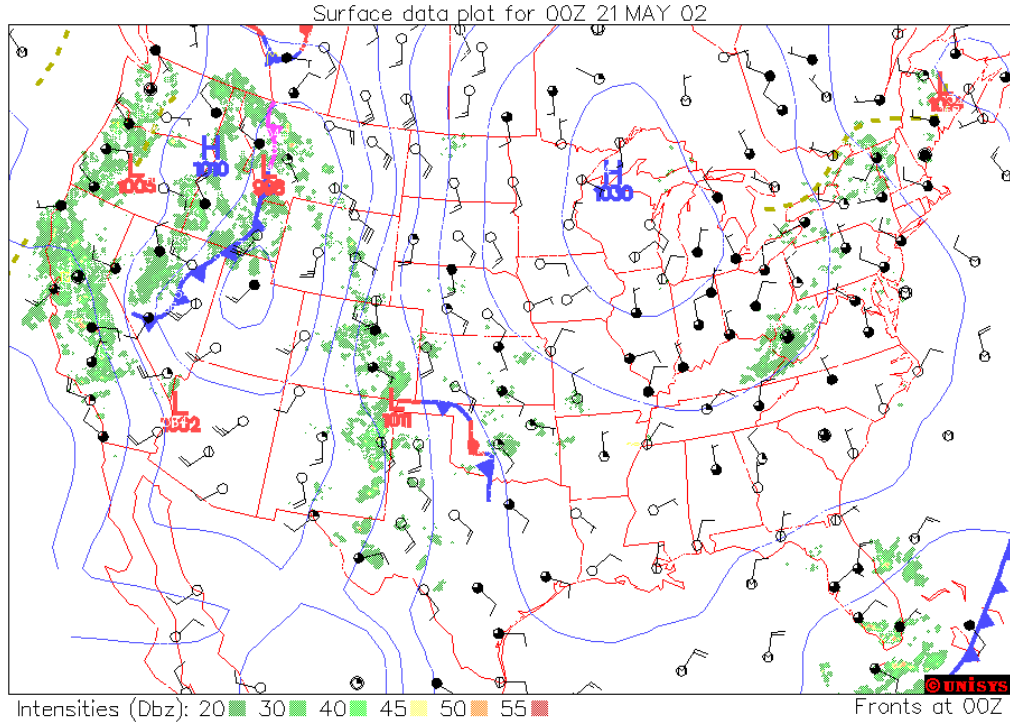 Surface data plot for 00Z 21 MAY 02
L
H
1010
L
1005
L
998
H
1030
L
L
1002
L
1011
©UNISYS
Intensities (Dbz): 20 30 40 45 50 55
Fronts at 00Z